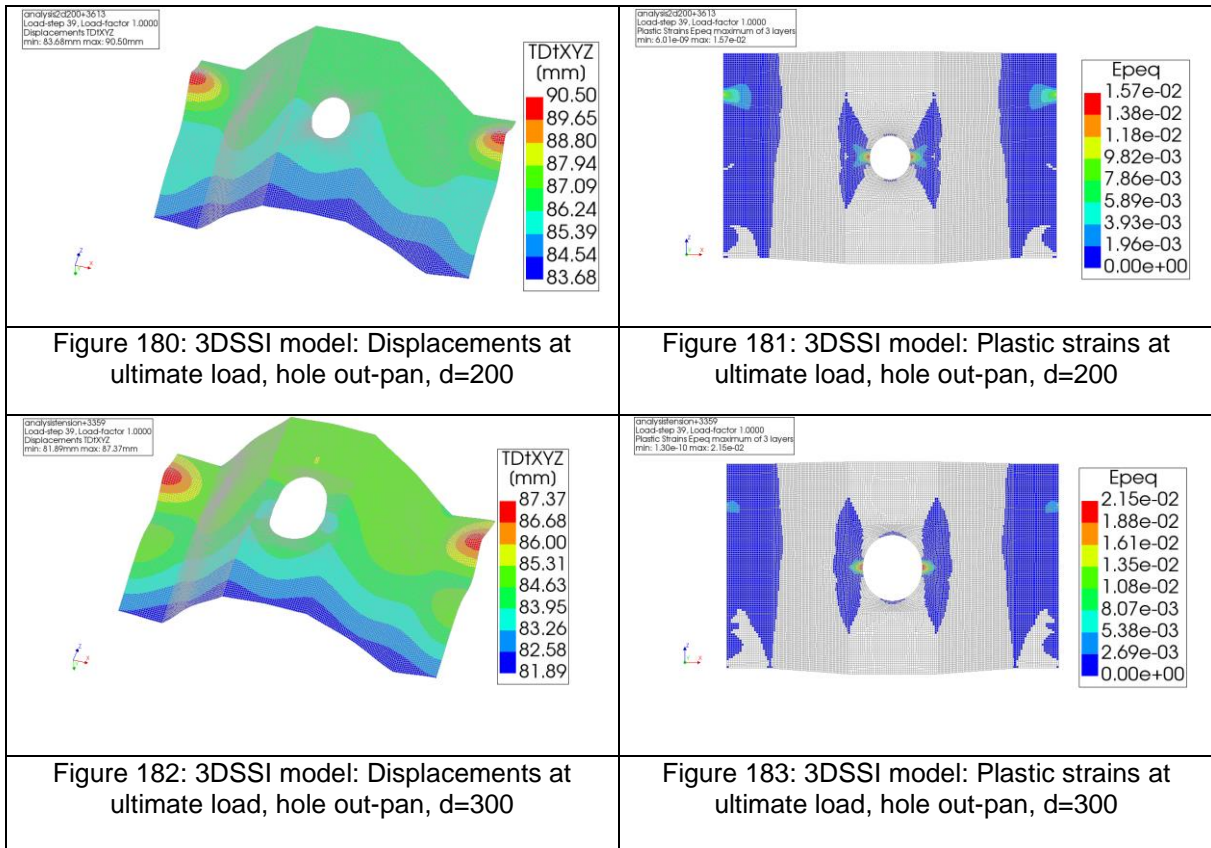 analysis2d200+3613
Load-step 39, Load-factor 1.0000
Displacements TDtXYZ
min: 83.68mm max: 90.50mm
TDtXYZ
(mm)
90.50
89.65
88.80
87.94
87.09
86.24
85.39
84.54
83.68
analysis2d200+3613
Load-step 39, Load-factor 1.0000
Plastic Strains Epeq maximum of 3 layers
min: 6.01e-09 max: 1.57e-02
Epeq
1.57e-02
1.38e-02
1.18e-02
9.82e-03
7.86e-03
5.89e-03
3.93e-03
1.96e-03
0.00e+00
Figure 180: 3DSSI model: Displacements at
ultimate load, hole out-pan, d=200
Figure 181: 3DSSI model: Plastic strains at
ultimate load, hole out-pan, d=200
analysistension+3359
Load-step 39, Load-factor 1.0000
Displacements TDtXYZ
min: 81.89mm max: 87.37mm
TDtXYZ
(mm)
87.37
86.68
86.00
85.31
84.63
83.95
83.26
82.58
81.89
analysistension+3359
Load-step 39, Load-factor 1.0000
Plastic Strains Epeq maximum of 3 layers
min: 1.30e-10 max: 2.15e-02
Epeq
2.15e-02
1.88e-02
1.61e-02
1.35e-02
1.08e-02
8.07e-03
5.38e-03
2.69e-03
0.00e+00
Figure 182: 3DSSI model: Displacements at
ultimate load, hole out-pan, d=300
Figure 183: 3DSSI model: Plastic strains at
ultimate load, hole out-pan, d=300